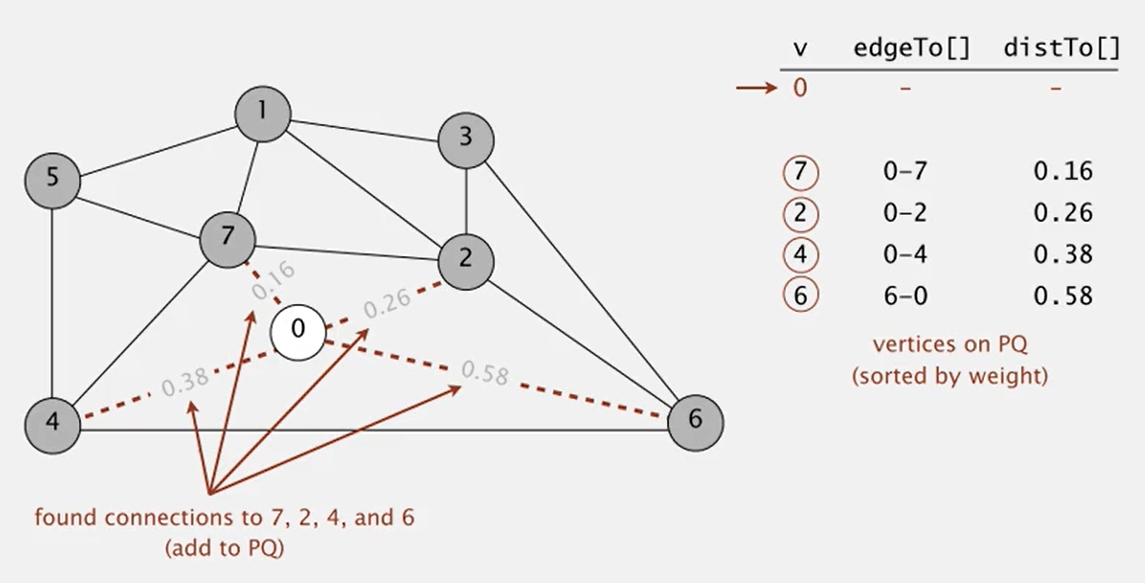 v edgeTo[] distTo[]
0 – –
7 0–7 0.16
2 0–2 0.26
4 0–4 0.38
6 6–0 0.58
vertices on PQ
(sorted by weight)
1
3
5
7
2
0.16
0.26
0
0.38
0.58
4
6
found connections to 7, 2, 4, and 6
(add to PQ)